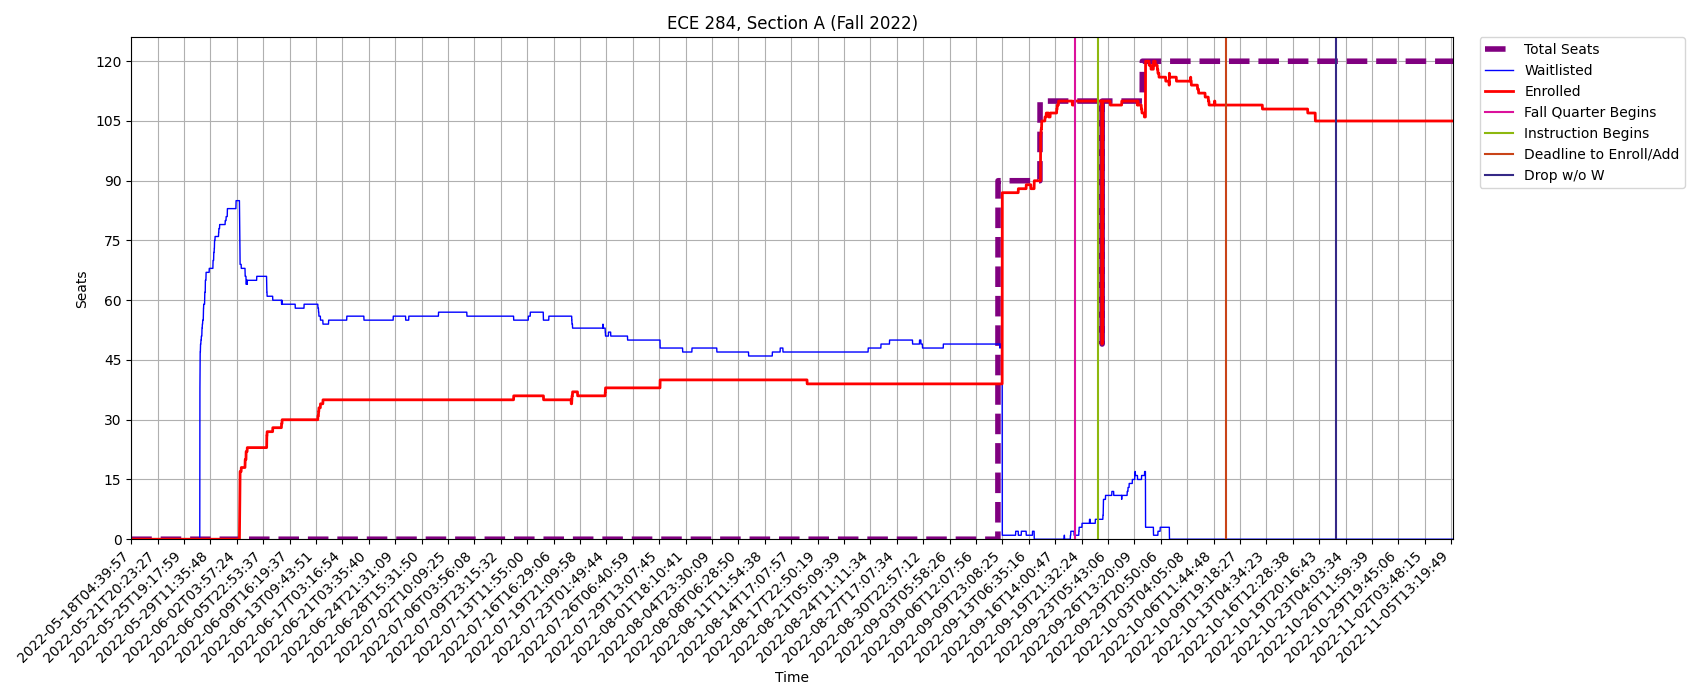 ECE 284, Section A (Fall 2022)
Total Seats
Waitlisted
Enrolled
Fall Quarter Begins
Instruction Begins
Deadline to Enroll/Add
Drop w/o W
120
105
90
75
60
45
30
15
0
Seats
2022-05-18T04:39:57
2022-05-21T20:23:27
2022-05-25T19:17:59
2022-05-29T11:35:48
2022-06-02T03:57:24
2022-06-05T22:53:37
2022-06-09T16:19:37
2022-06-13T09:43:51
2022-06-17T03:16:54
2022-06-21T03:35:40
2022-06-24T21:31:09
2022-06-28T15:31:50
2022-07-02T10:09:25
2022-07-06T03:56:08
2022-07-09T23:15:32
2022-07-13T11:55:00
2022-07-16T16:29:06
2022-07-19T21:09:58
2022-07-23T01:49:44
2022-07-26T06:40:59
2022-07-29T13:07:45
2022-08-01T18:10:41
2022-08-04T23:30:09
2022-08-08T06:28:50
2022-08-11T11:54:38
2022-08-14T17:07:57
2022-08-17T22:50:19
2022-08-21T05:09:39
2022-08-24T11:11:34
2022-08-27T17:07:34
2022-08-30T22:57:12
2022-09-03T05:58:26
2022-09-06T12:07:56
2022-09-09T23:08:25
2022-09-13T06:35:16
2022-09-16T14:00:47
2022-09-19T21:32:24
2022-09-23T05:43:06
2022-09-26T13:20:09
2022-09-29T20:50:06
2022-10-03T04:05:08
2022-10-06T11:44:48
2022-10-09T19:18:27
2022-10-13T04:34:23
2022-10-16T12:28:38
2022-10-19T20:16:43
2022-10-23T04:03:34
2022-10-26T11:59:39
2022-10-29T19:45:06
2022-11-02T03:48:15
2022-11-05T13:19:49
Time